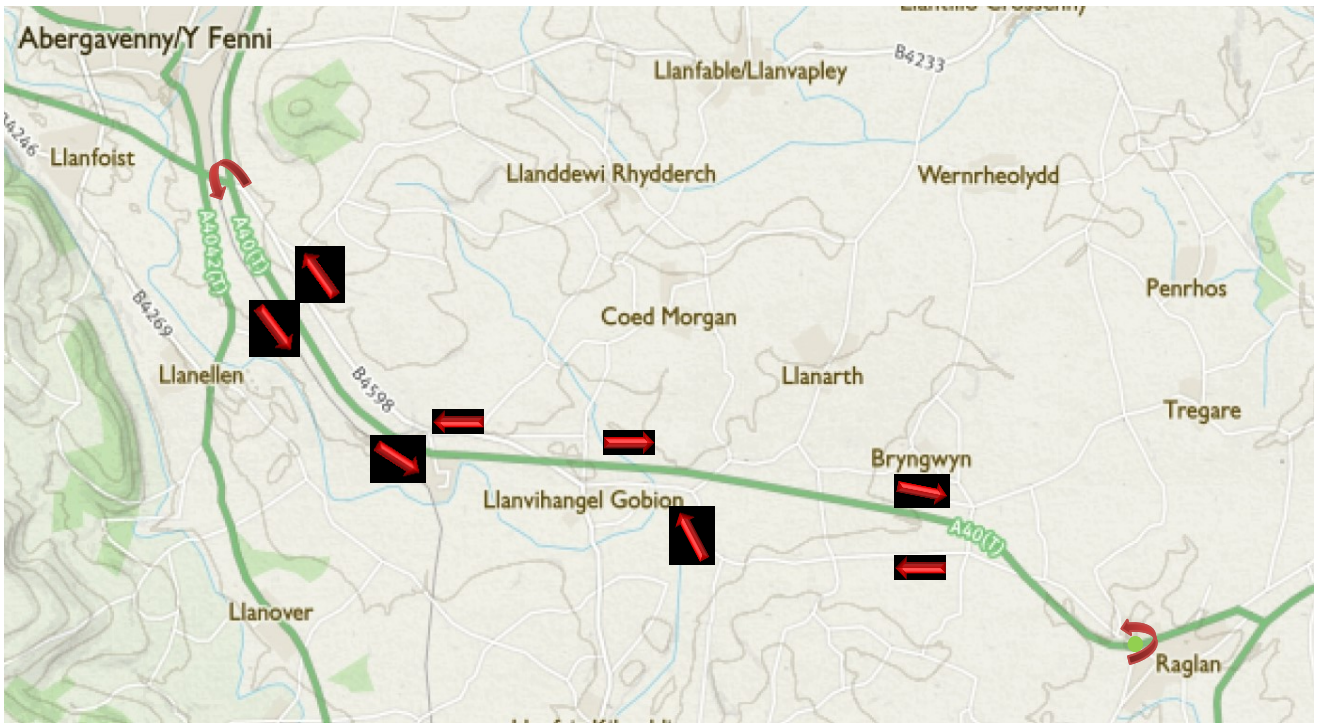 Abergavenny/Y Fenni
B4233
Llanfable/Llanvapley
B4246
Llanfoist
Llanddewi Rhydderch
Wernrheolydd
A4042(T)
A40(T)
Penrhos
B4269
Coed Morgan
Llanellen
Llanarth
B4598
Tregare
Bryngwyn
Llanvihangel Gobion
A40(T)
Llanover
Raglan